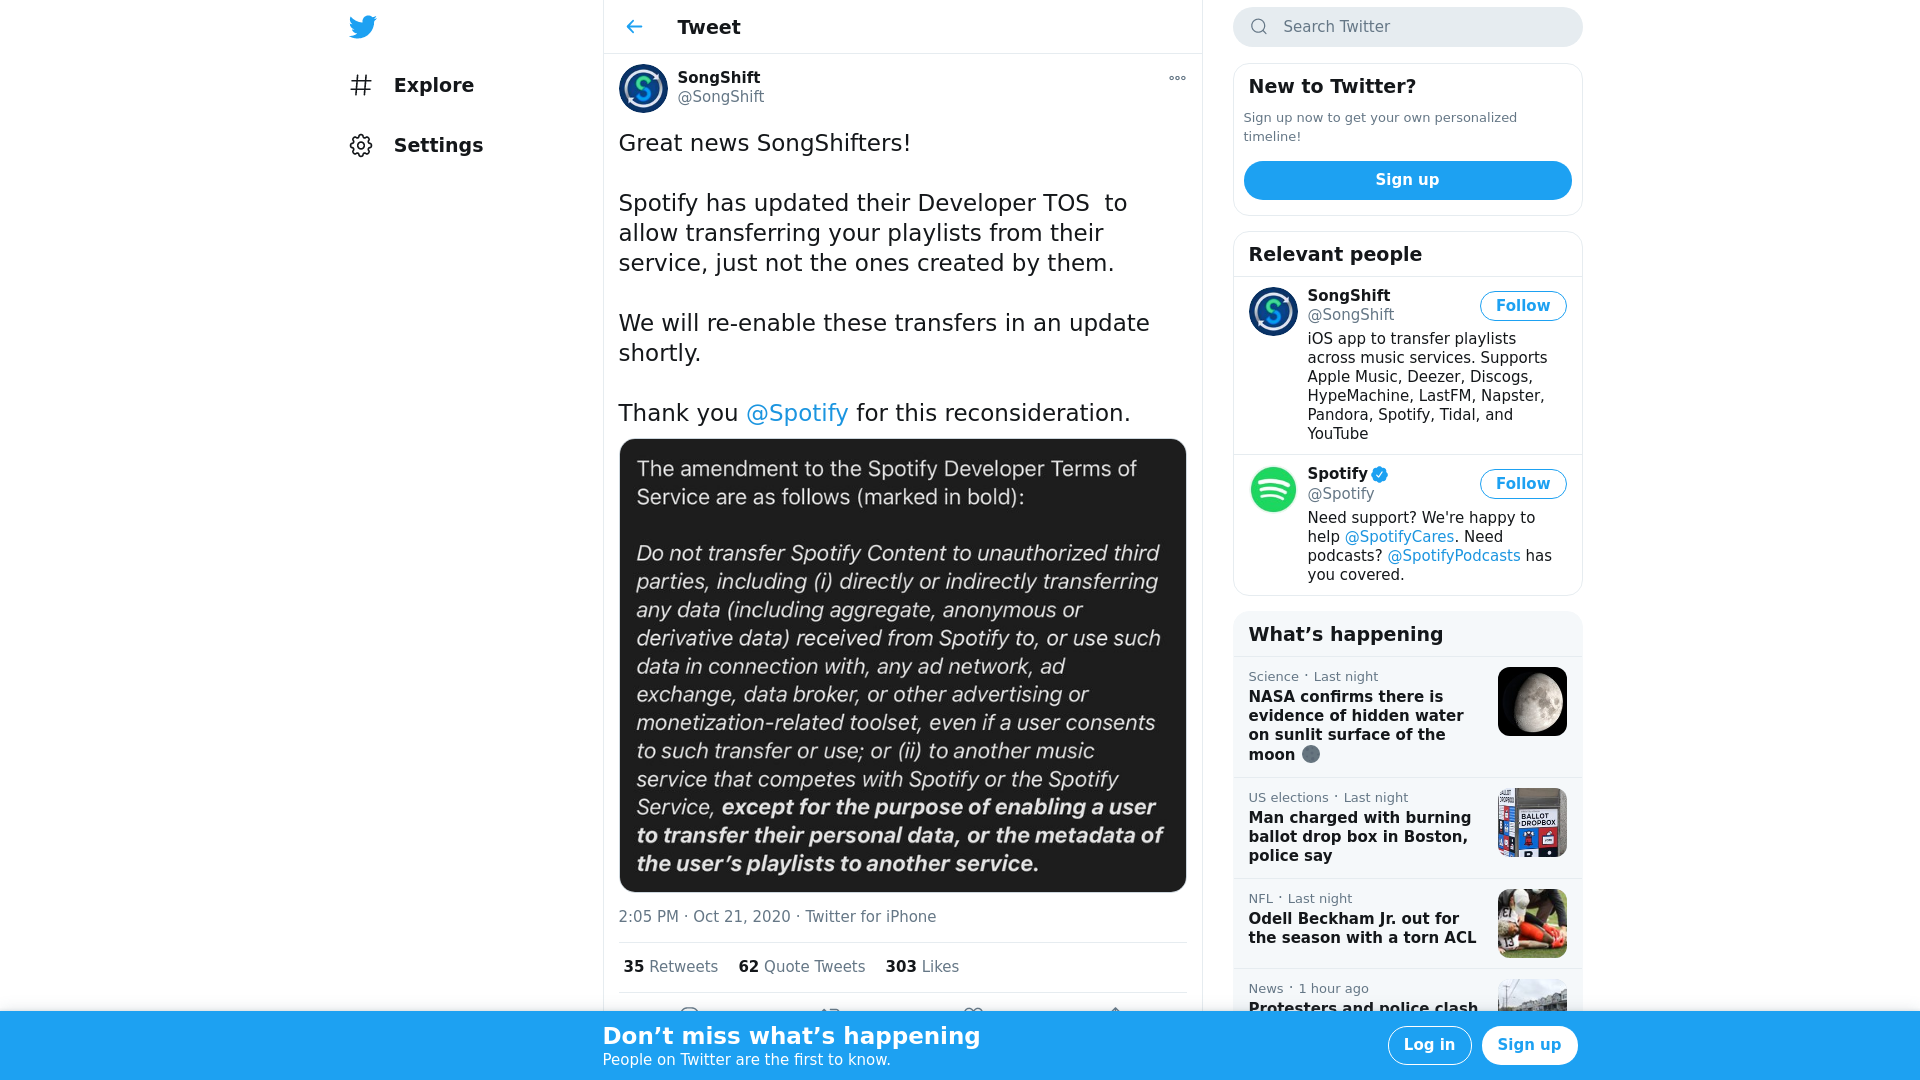 Explore
Settings
Tweet
SongShift
@SongShift
Great news SongShifters!
Spotify has updated their Developer TOS  to
allow transferring your playlists from their
service, just not the ones created by them.
We will re-enable these transfers in an update
shortly.
Thank you @Spotify for this reconsideration.
The amendment to the Spotify Developer Terms of
Service are as follows (marked in bold):
Do not transfer Spotify Content to unauthorized third
parties, including (i) directly or indirectly transferring
any data (including aggregate, anonymous or
derivative data) received from Spotify to, or use such
data in connection with, any ad network, ad
exchange, data broker, or other advertising or
monetization-related toolset, even if a user consents
to such transfer or use; or (ii) to another music
service that competes with Spotify or the Spotify
Service, except for the purpose of enabling a user
to transfer their personal data, or the metadata of
the user’s playlists to another service.
2:05 PM · Oct 21, 2020 · Twitter for iPhone
35 Retweets 62 Quote Tweets 303 Likes
Search Twitter
New to Twitter?
Sign up now to get your own personalized
timeline!
Sign up
Relevant people
SongShift
@SongShift
Follow
iOS app to transfer playlists
across music services. Supports
Apple Music, Deezer, Discogs,
HypeMachine, LastFM, Napster,
Pandora, Spotify, Tidal, and
YouTube
Spotify
@Spotify
Follow
Need support? We're happy to
help @SpotifyCares. Need
podcasts? @SpotifyPodcasts has
you covered.
What’s happening
Science · Last night
NASA confirms there is
evidence of hidden water
on sunlit surface of the
moon
US elections · Last night
Man charged with burning
ballot drop box in Boston,
police say
BALLOT
DROPBOX
NFL · Last night
Odell Beckham Jr. out for
the season with a torn ACL
News · 1 hour ago
Protesters and police clash
Don’t miss what’s happening
People on Twitter are the first to know.
Log in
Sign up